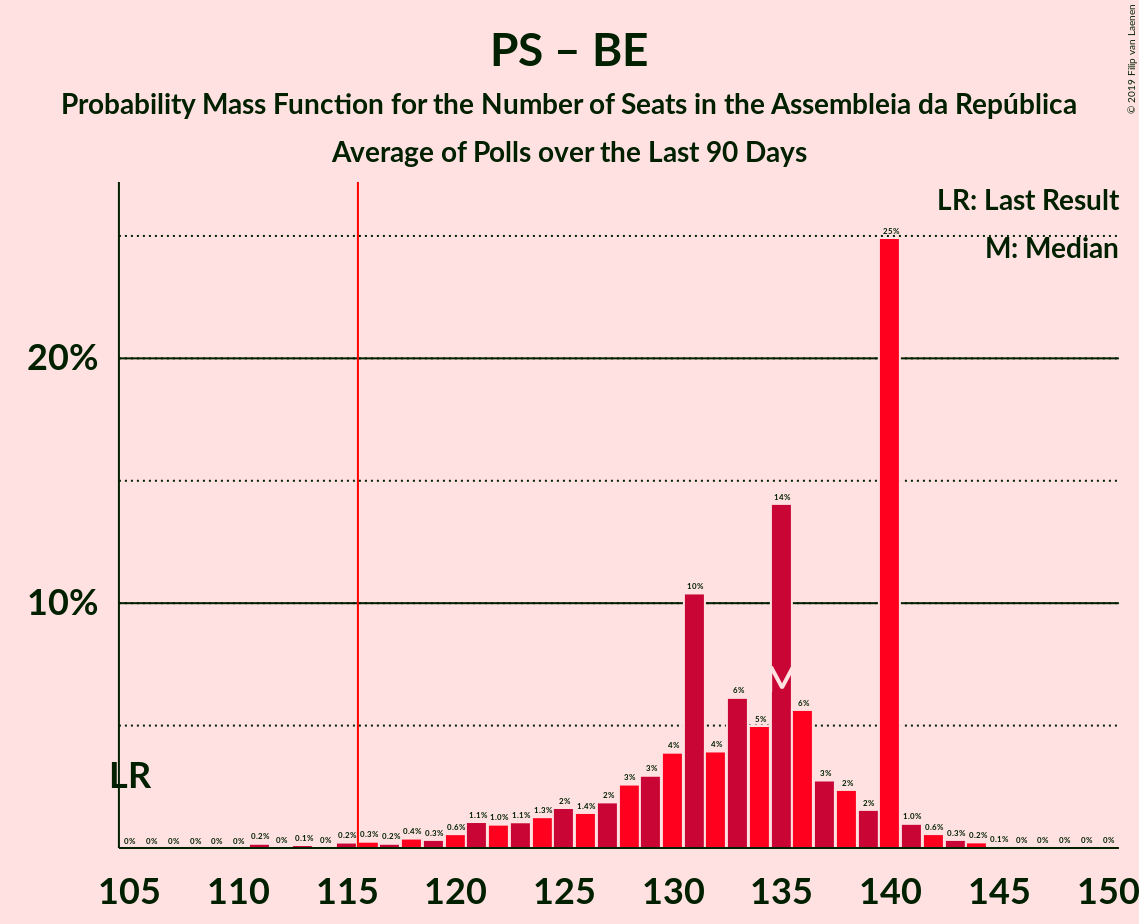 PS – BE
Probability Mass Function for the Number of Seats in the Assembleia da República
Average of Polls over the Last 90 Days
© 2019 Filip van Laenen
LR: Last Result
M: Median
25%
20%
14%
10%
10%
6%
6%
5%
4%
4%
3%
3%
3%
2%
2%
2%
2%
LR
0% 0% 0% 0% 0% 0% 0.2% 0% 0.1% 0% 0.2% 0.3% 0.2% 0.4% 0.3% 0.6% 1.1% 1.0% 1.1% 1.3% 1.4% 1.0% 0.6% 0.3% 0.2% 0.1% 0% 0% 0% 0% 0%
105 110 115 120 125 130 135 140 145 150